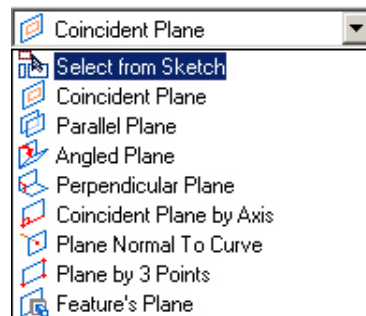 Coincident Plane
Select from Sketch
Coincident Plane
Parallel Plane
Angled Plane
Perpendicular Plane
Coincident Plane by Axis
Plane Normal To Curve
Plane by 3 Points
Feature's Plane